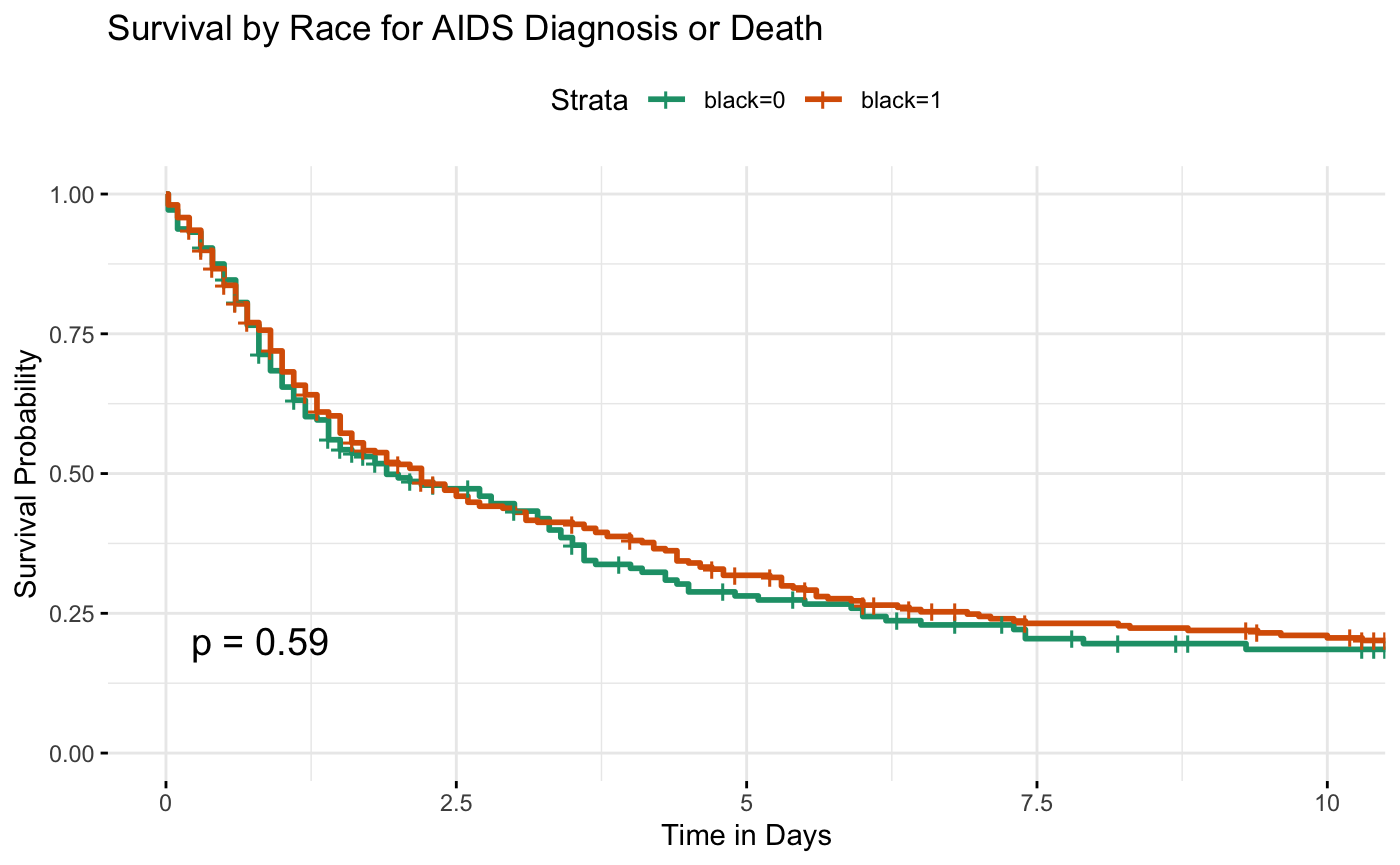 Survival by Race for AIDS Diagnosis or Death
Strata black=0 black=1
Survival Probablity
1.00
0.75
0.50
0.25
0.00
p = 0.59
0 2.5 5 7.5 10
Time in Days